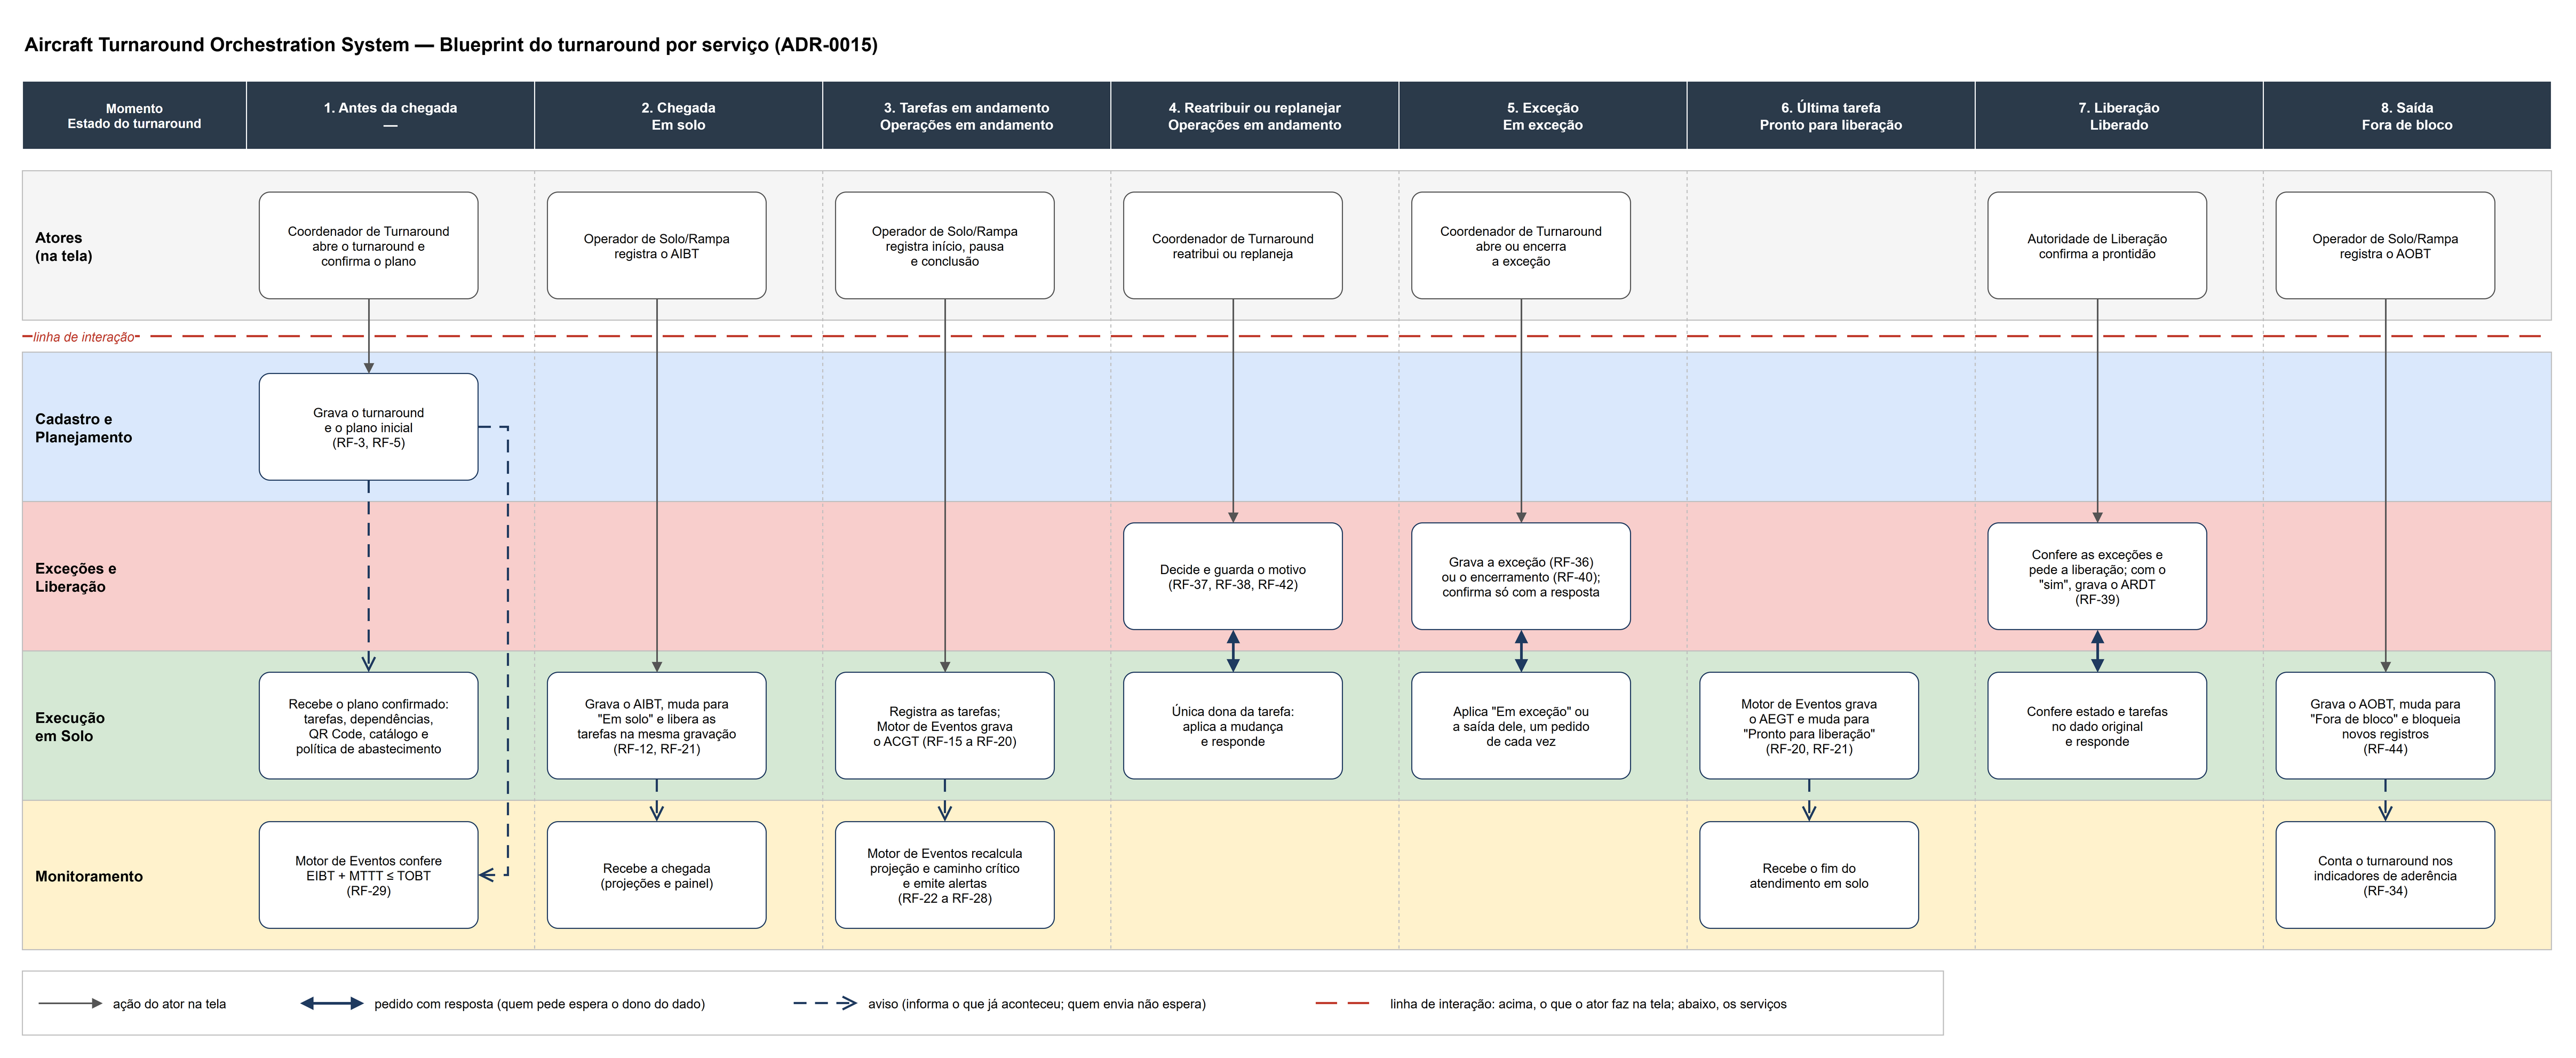 Aircraft Turnaround Orchestration System — Blueprint do turnaround por serviço (ADR-0015)
Momento
Estado do turnaround
1. Antes da chegada
—
2. Chegada
Em solo
3. Tarefas em andamento
Operações em andamento
4. Reatribuir ou replanejar
Operações em andamento
5. Exceção
Em exceção
6. Última tarefa
Pronto para liberação
7. Liberação
Liberado
8. Saída
Fora de bloco
Atores
(na tela)
Coordenador de Turnaround
abre o turnaround e
confirma o plano
Operador de Solo/Rampa
registra o AIBT
Operador de Solo/Rampa
registra início, pausa
e conclusão
Coordenador de Turnaround
reatribui ou replaneja
Coordenador de Turnaround
abre ou encerra
a exceção
Autoridade de Liberação
confirma a prontidão
Operador de Solo/Rampa
registra o AOBT
linha de interação
Cadastro e
Planejamento
Grava o turnaround
e o plano inicial
(RF-3, RF-5)
Exceções e
Liberação
Decide e guarda o motivo
(RF-37, RF-38, RF-42)
Grava a exceção (RF-36)
ou o encerramento (RF-40);
confirma só com a resposta
Confere as exceções e
pede a liberação; com o
"sim", grava o ARDT
(RF-39)
Execução
em Solo
Recebe o plano confirmado:
tarefas, dependências,
QR Code, catálogo e
política de abastecimento
Grava o AIBT, muda para
"Em solo" e libera as
tarefas na mesma gravação
(RF-12, RF-21)
Registra as tarefas;
Motor de Eventos grava
o ACGT (RF-15 a RF-20)
Única dona da tarefa:
aplica a mudança
e responde
Aplica "Em exceção" ou
a saída dele, um pedido
de cada vez
Motor de Eventos grava
o AEGT e muda para
"Pronto para liberação"
(RF-20, RF-21)
Confere estado e tarefas
no dado original
e responde
Grava o AOBT, muda para
"Fora de bloco" e bloqueia
novos registros
(RF-44)
Monitoramento
Motor de Eventos confere
EIBT + MTTT ≤ TOBT
(RF-29)
Recebe a chegada
(projeções e painel)
Motor de Eventos recalcula
projeção e caminho crítico
e emite alertas
(RF-22 a RF-28)
Recebe o fim do
atendimento em solo
Conta o turnaround nos
indicadores de aderência
(RF-34)
ação do ator na tela
pedido com resposta (quem pede espera o dono do dado)
aviso (informa o que já aconteceu; quem envia não espera)
linha de interação: acima, o que o ator faz na tela; abaixo, os serviços